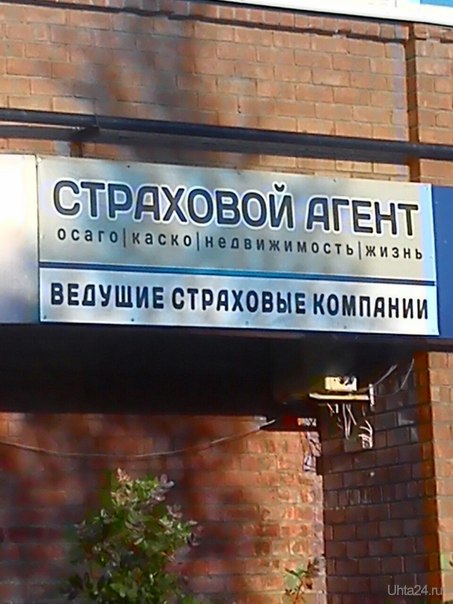 СТРАХОВОЙ АГЕНТ
осаго|каско|недвижимость|жизнь
ВЕДУЩИЕ СТРАХОВЫЕ КОМПАНИИ
Uhta24.ru